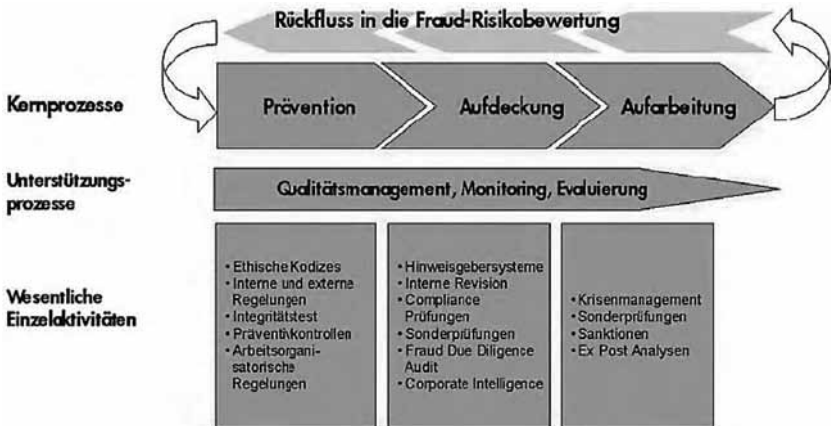 Rückfluss in die Fraud-Risikobewertung
Kernprozesse
Prävention
Aufdeckung
Aufarbeitung
Unterstützungs-
prozesse
Qualitätsmanagement, Monitoring, Evaluierung
Wesentliche
Einzelaktivitäten
• Ethische Kodizes
• Interne und externe
Regelungen
• Integritätstest
• Präventivkontrollen
• Arbeitsorgani-
satorische
Regelungen
• Hinweisgebersysteme
• Interne Revision
• Compliance
Prüfungen
• Sonderprüfungen
• Fraud Due Diligence
Audit
• Corporate Intelligence
• Krisenmanagement
• Sonderprüfungen
• Sanktionen
• Ex Post Analysen